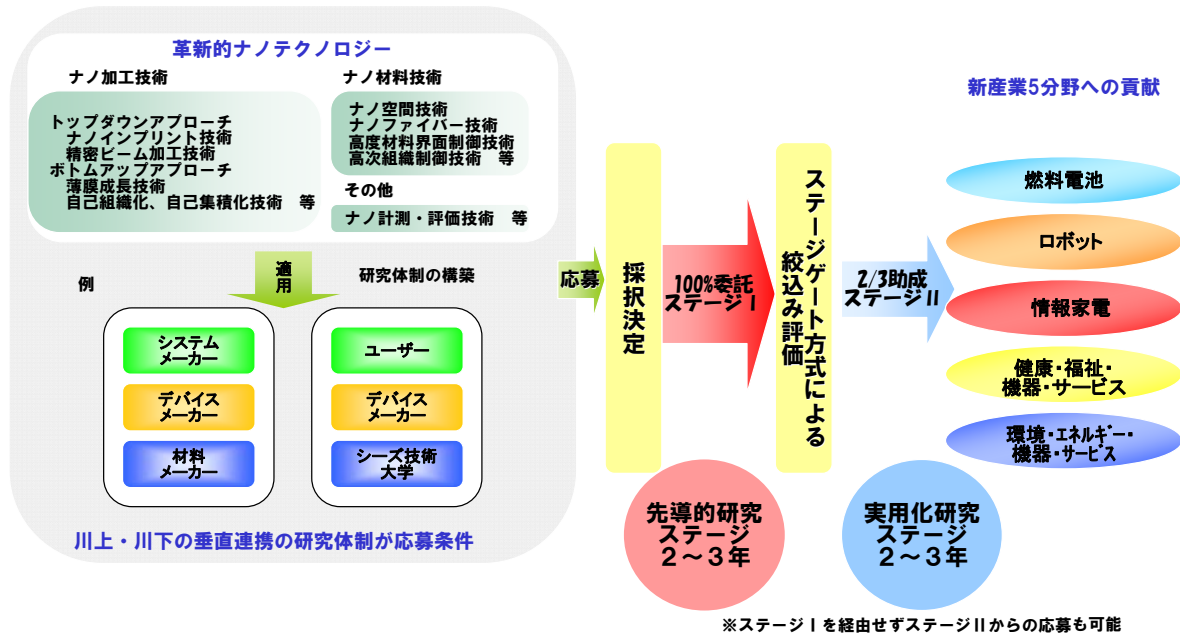 革新的ナノテクノロジー
ナノ加工技術
トップダウンアプローチ
ナノインプリント技術
精密ビーム加工技術
ボトムアップアプローチ
薄膜成長技術
自己組織化、自己集積化技術 等
ナノ材料技術
ナノ空間技術
ナノファイバー技術
高度材料界面制御技術
高次組織制御技術 等
その他
ナノ計測・評価技術 等
例
適用
研究体制の構築
システム
メーカー
デバイス
メーカー
材料
メーカー
ユーザー
デバイス
メーカー
シーズ技術
大学
川上・川下の垂直連携の研究体制が応募条件
応募
採択決定
100%委託
ステージⅠ
ステージゲート方式による
絞込み評価
2/3助成
ステージⅡ
新産業5分野への貢献
燃料電池
ロボット
情報家電
健康・福祉・
機器・サービス
環境・エネルギー・
機器・サービス
先導的研究
ステージ
2～3年
実用化研究
ステージ
2～3年
※ステージⅠを経由せずステージⅡからの応募も可能